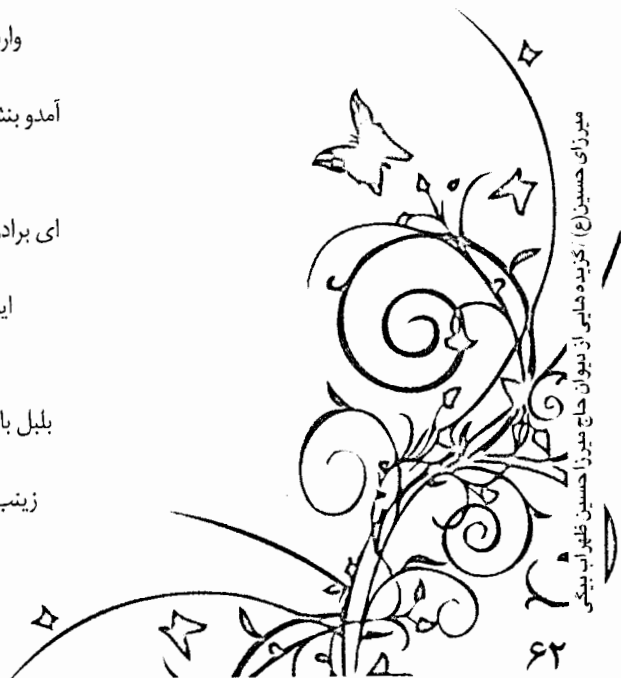 وار
آمدو بنش
ای براد
ای
بلبل با
زینب
میرزای حسین(ع) / گزیده هایی از دیوان حاج میرزا حسین ظهراب بیگی
۶۲